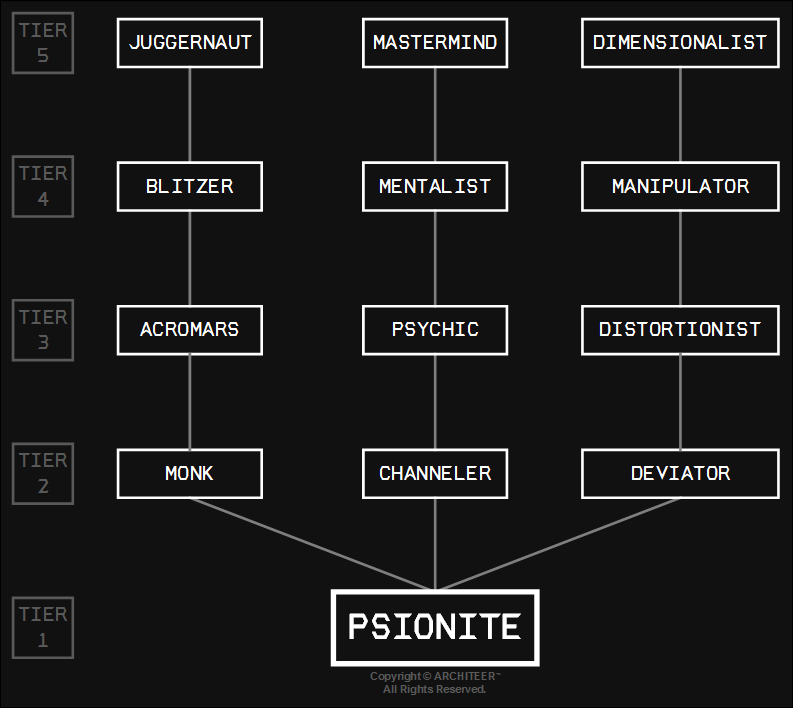 TIER
5
JUGGERNAUT
MASTERMIND
DIMENSIONALIST
TIER
4
BLITZER
MENTALIST
MANIPULATOR
TIER
3
ACROMARS
PSYCHIC
DISTORTIONIST
TIER
2
MONK
CHANNELER
DEVIATOR
TIER
1
PSIONITE
Copyright © ARCHITEER™
All Rights Reserved.